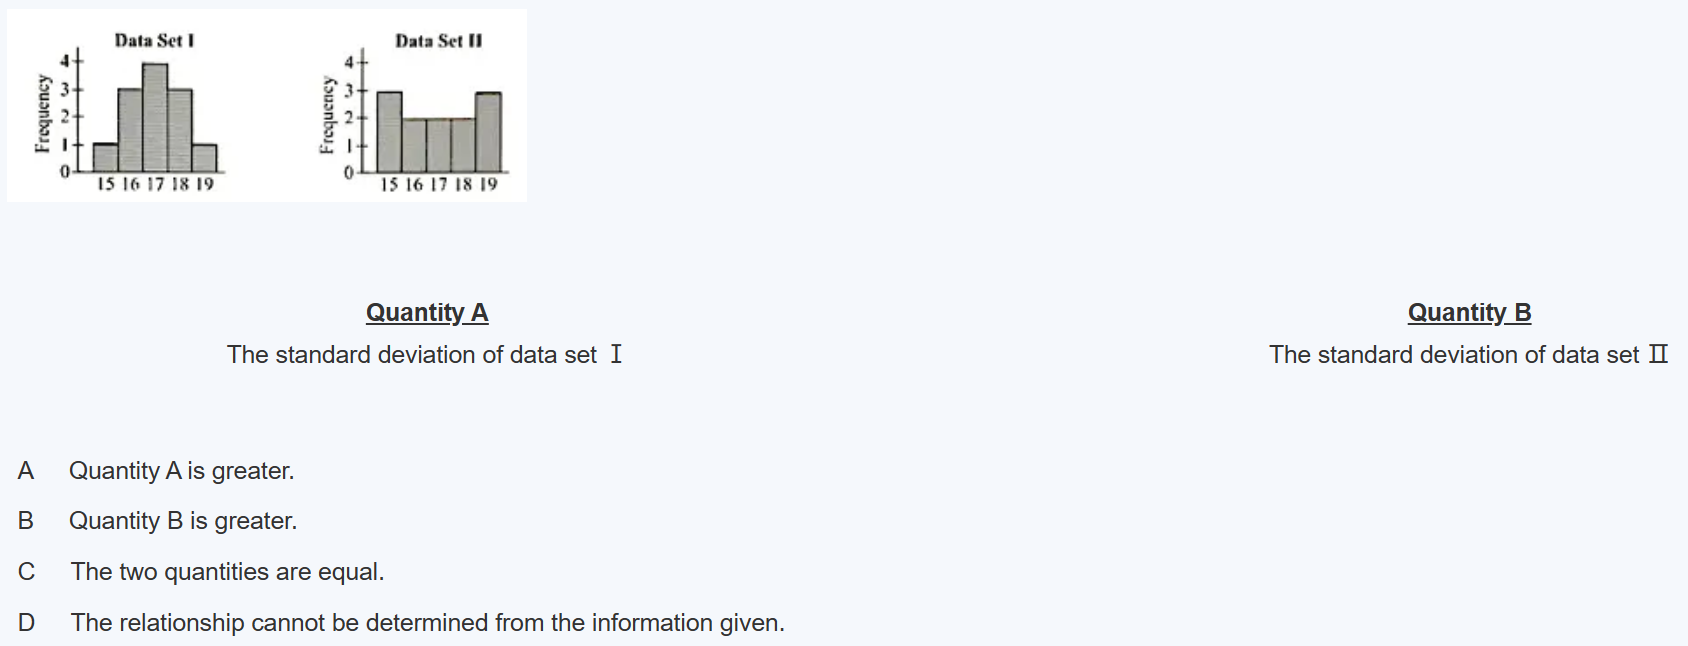 Data Set I
Frequency
4
3
2
1
0
15 16 17 18 19
Data Set II
Frequency
4
3
2
1
0
15 16 17 18 19
Quantity A
The standard deviation of data set I
Quantity B
The standard deviation of data set II
A Quantity A is greater.
B Quantity B is greater.
C The two quantities are equal.
D The relationship cannot be determined from the information given.